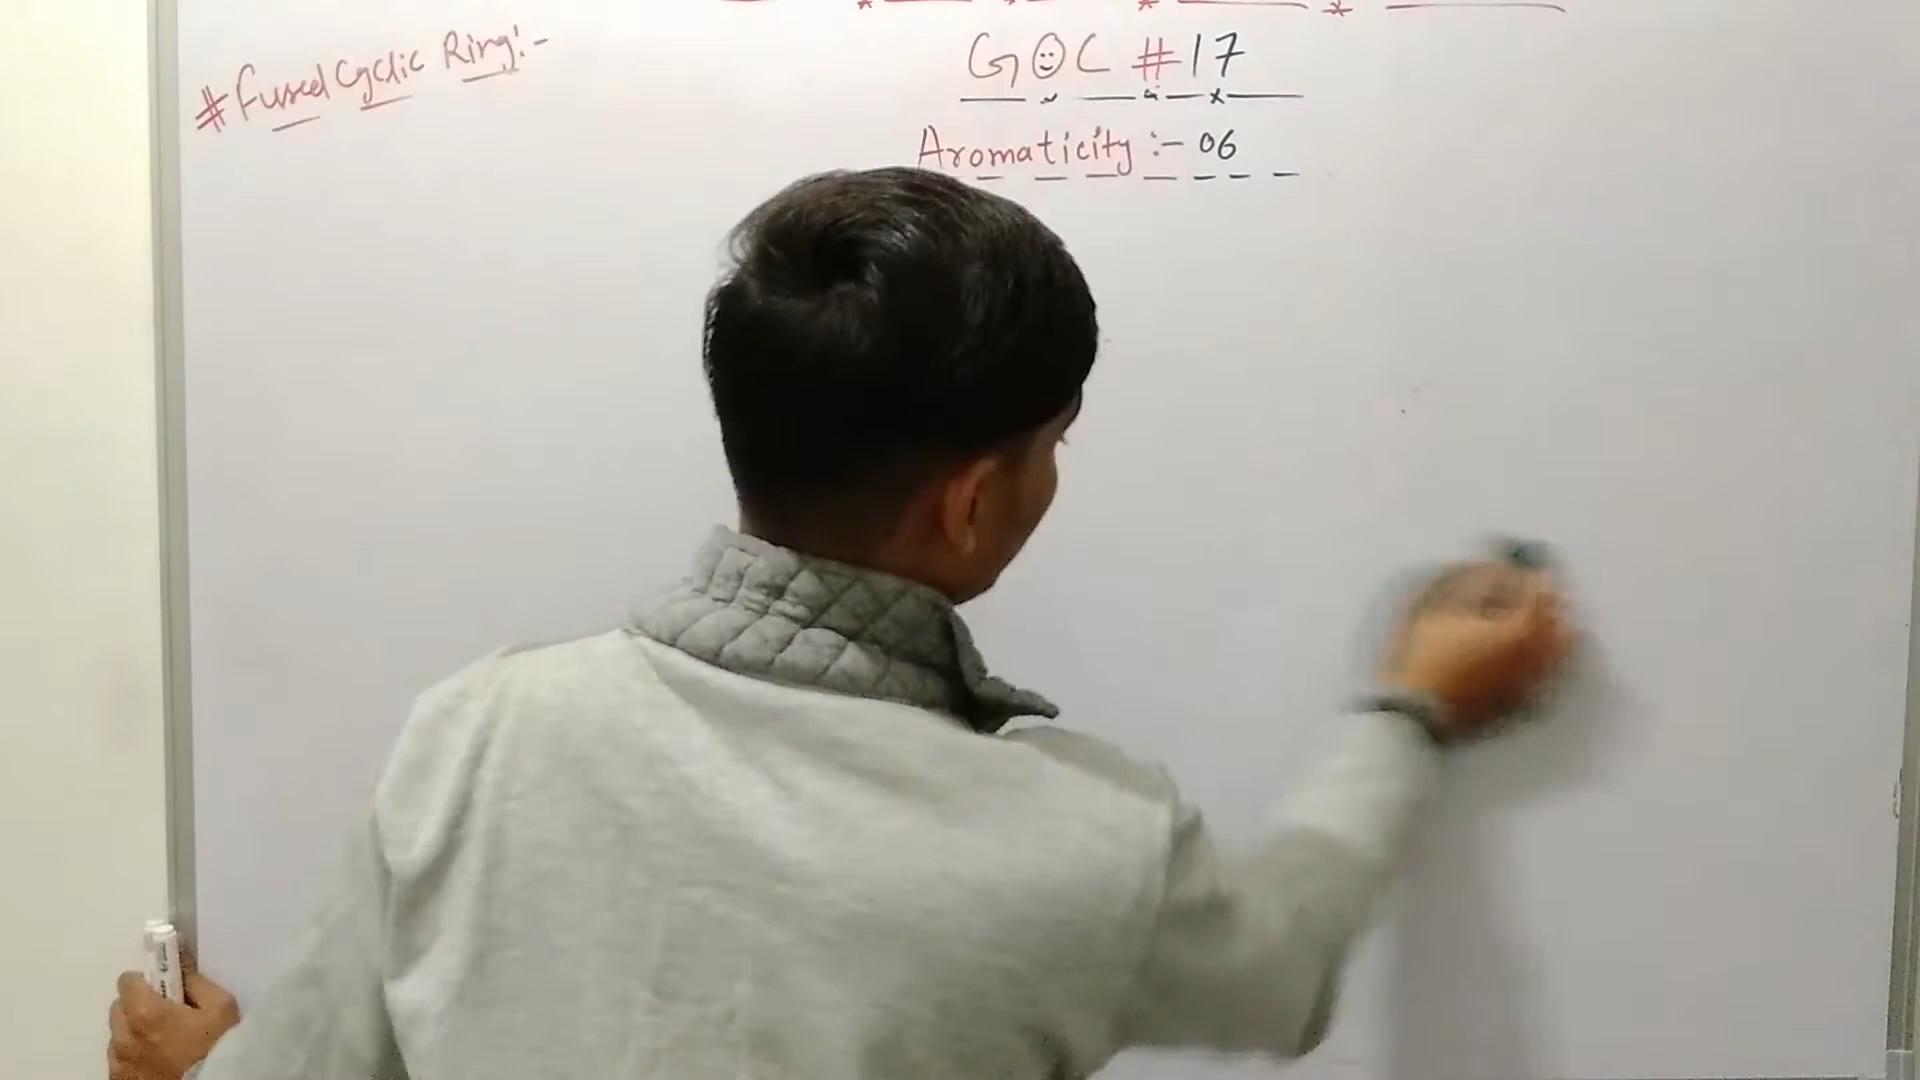 # Fused Cyclic Ring:-
GOC #17
Aromaticity :- 06